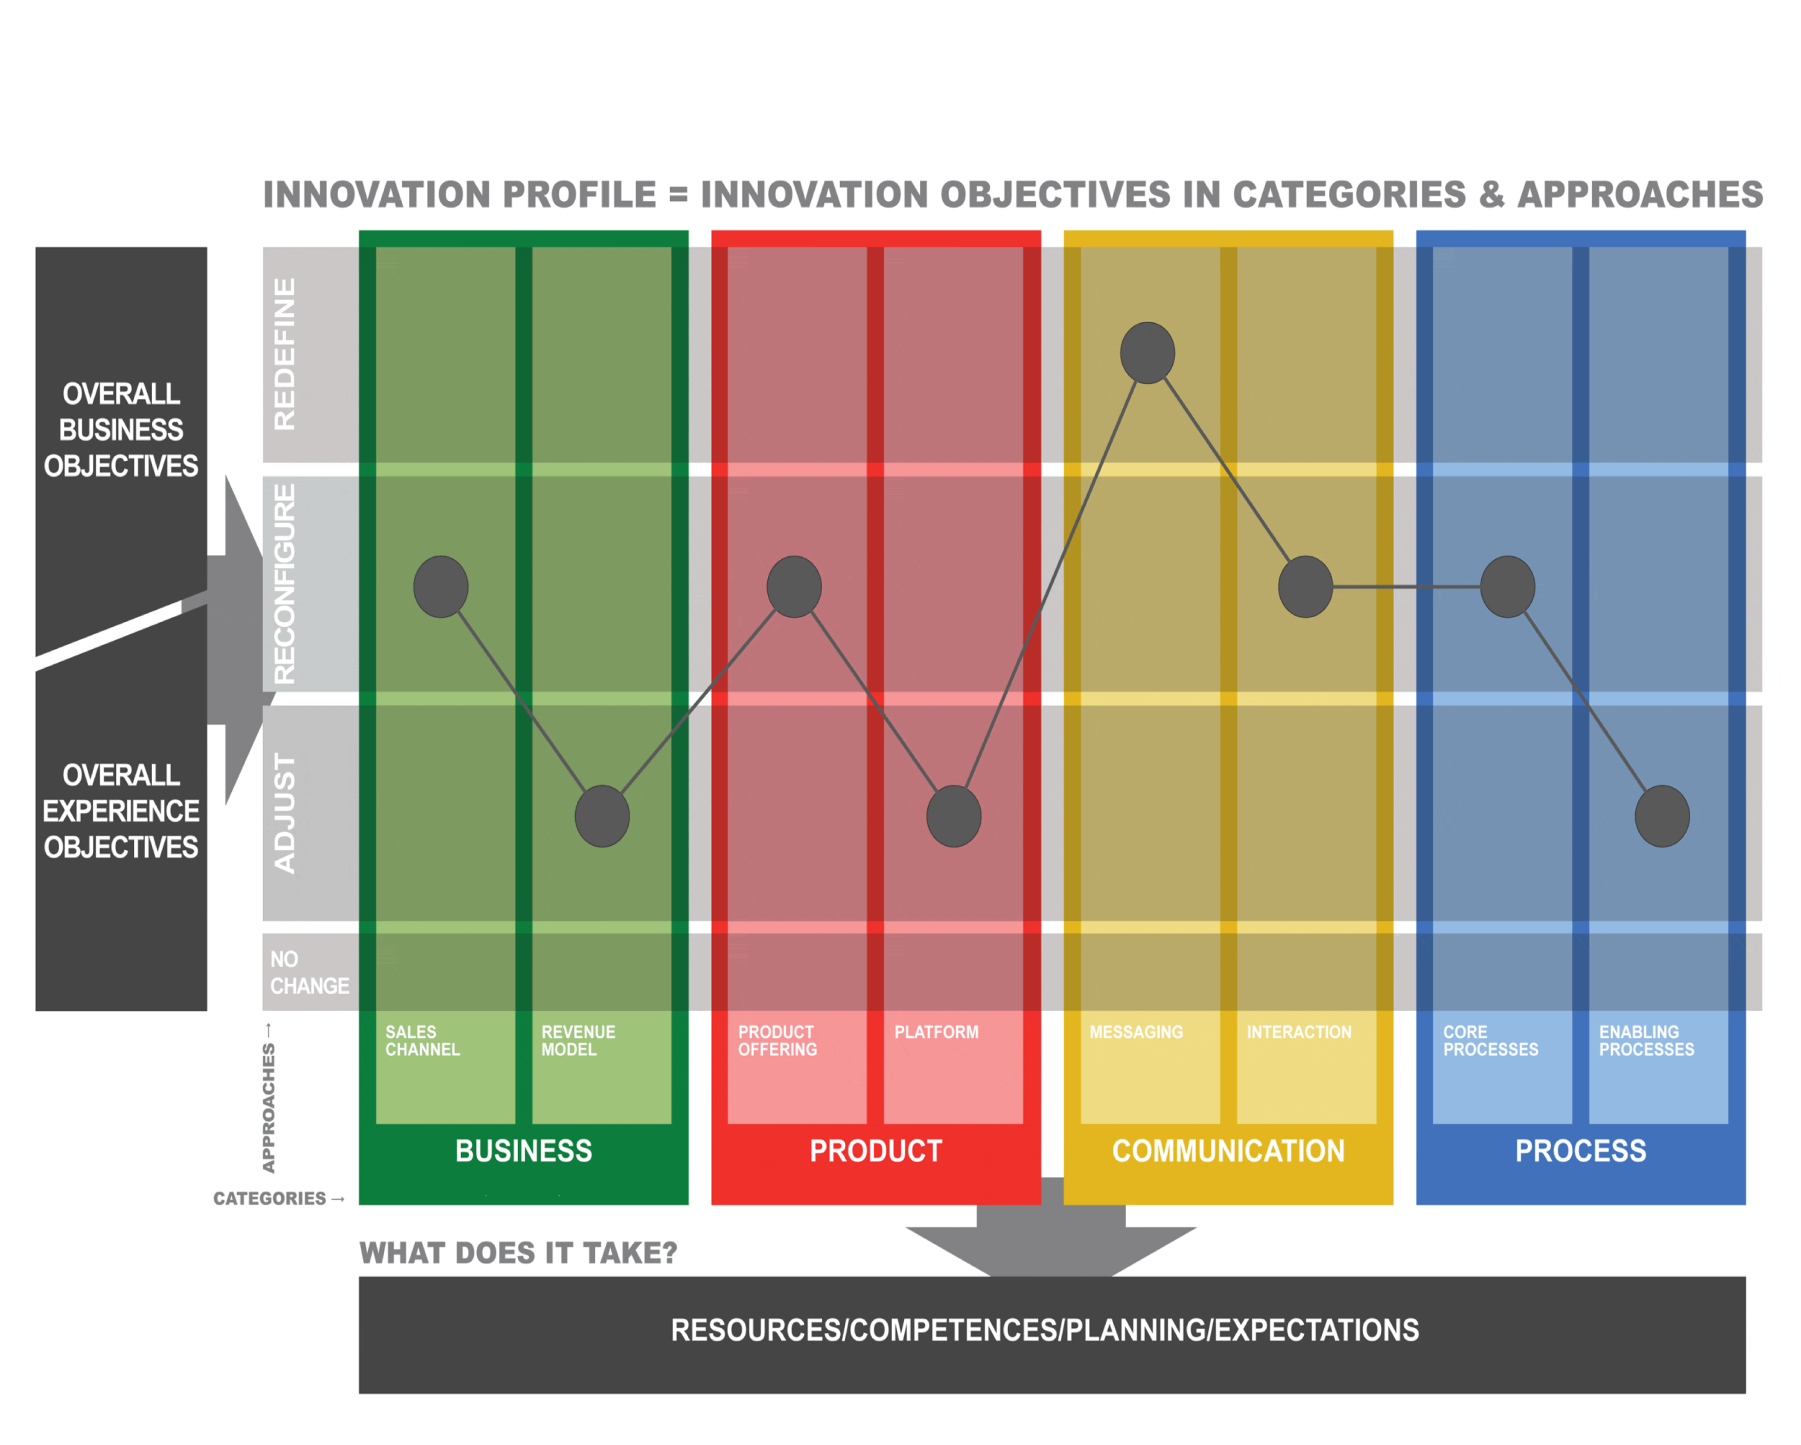 INNOVATION PROFILE = INNOVATION OBJECTIVES IN CATEGORIES & APPROACHES
OVERALL
BUSINESS
OBJECTIVES
OVERALL
EXPERIENCE
OBJECTIVES
REDEFINE
RECONFIGURE
ADJUST
NO
CHANGE
APPROACHES →
CATEGORIES →
SALES
CHANNEL
REVENUE
MODEL
BUSINESS
PRODUCT
OFFERING
PLATFORM
PRODUCT
MESSAGING
INTERACTION
COMMUNICATION
CORE
PROCESSES
ENABLING
PROCESSES
PROCESS
WHAT DOES IT TAKE?
RESOURCES/COMPETENCES/PLANNING/EXPECTATIONS